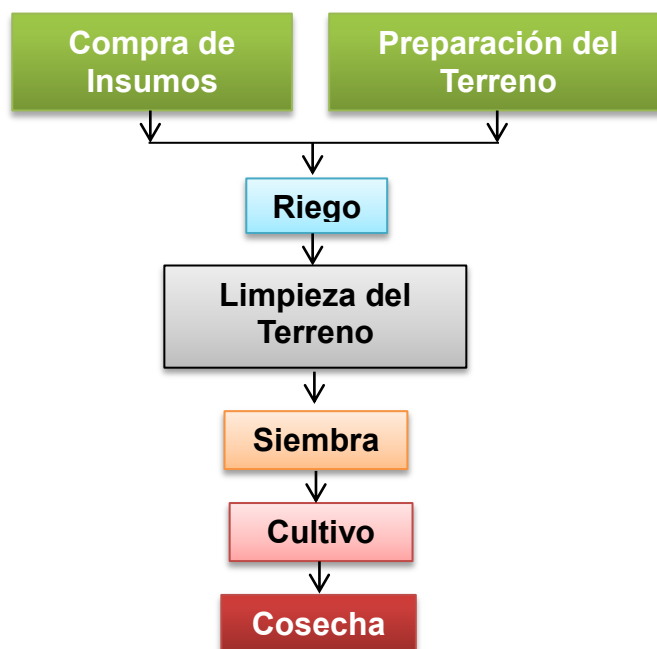 Compra de
Insumos
Preparación del
Terreno
Riego
Limpieza del
Terreno
Siembra
Cultivo
Cosecha